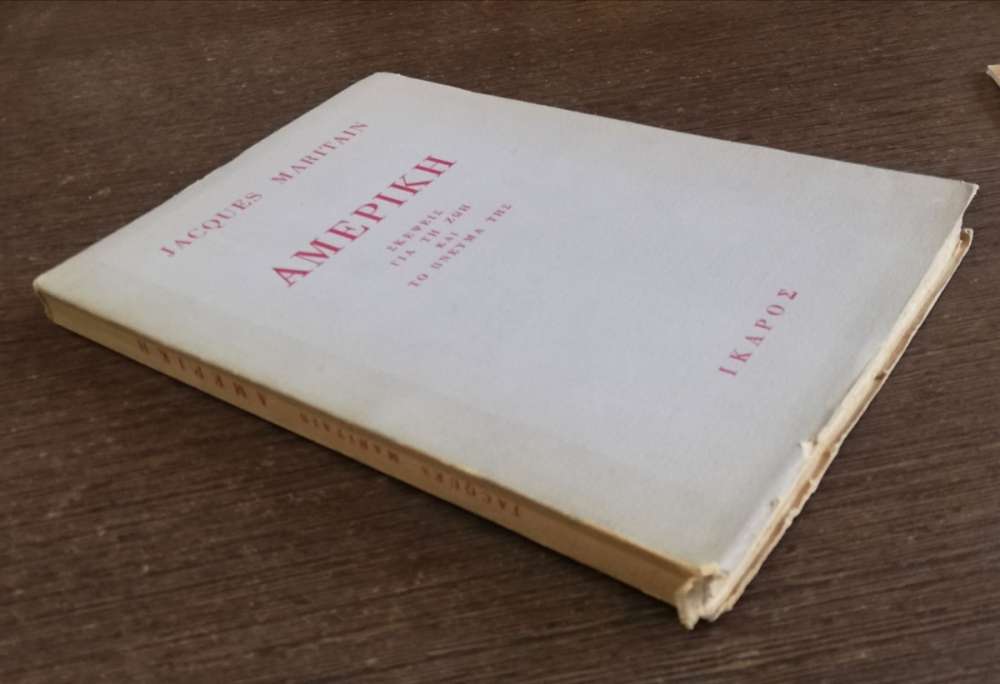 JACQUES MARITAIN
ΑΜΕΡΙΚΗ
ΣΚΕΨΕΙΣ
ΓΙΑ ΤΗ ΖΩΗ
ΚΑΙ
ΤΟ ΠΝΕΥΜΑ ΤΗΣ
ΙΚΑΡΟΣ
JACQUES MARITAIN ΑΜΕΡΙΚΗ